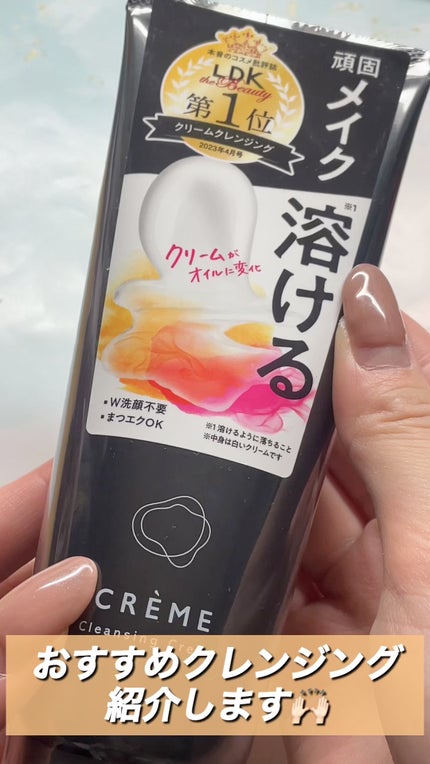 本音のコスメ批評誌
LDK
the Beauty
第1位
クリームクレンジング
2023年4月号
頑固
メイク
※1
溶ける
クリームが
オイルに変化
・W洗顔不要
・まつエクOK
※1 溶けるように落ちること
※中身は白いクリームです
CRÈME
Cleansing Cre
おすすめクレンジング
紹介します🙌🏻